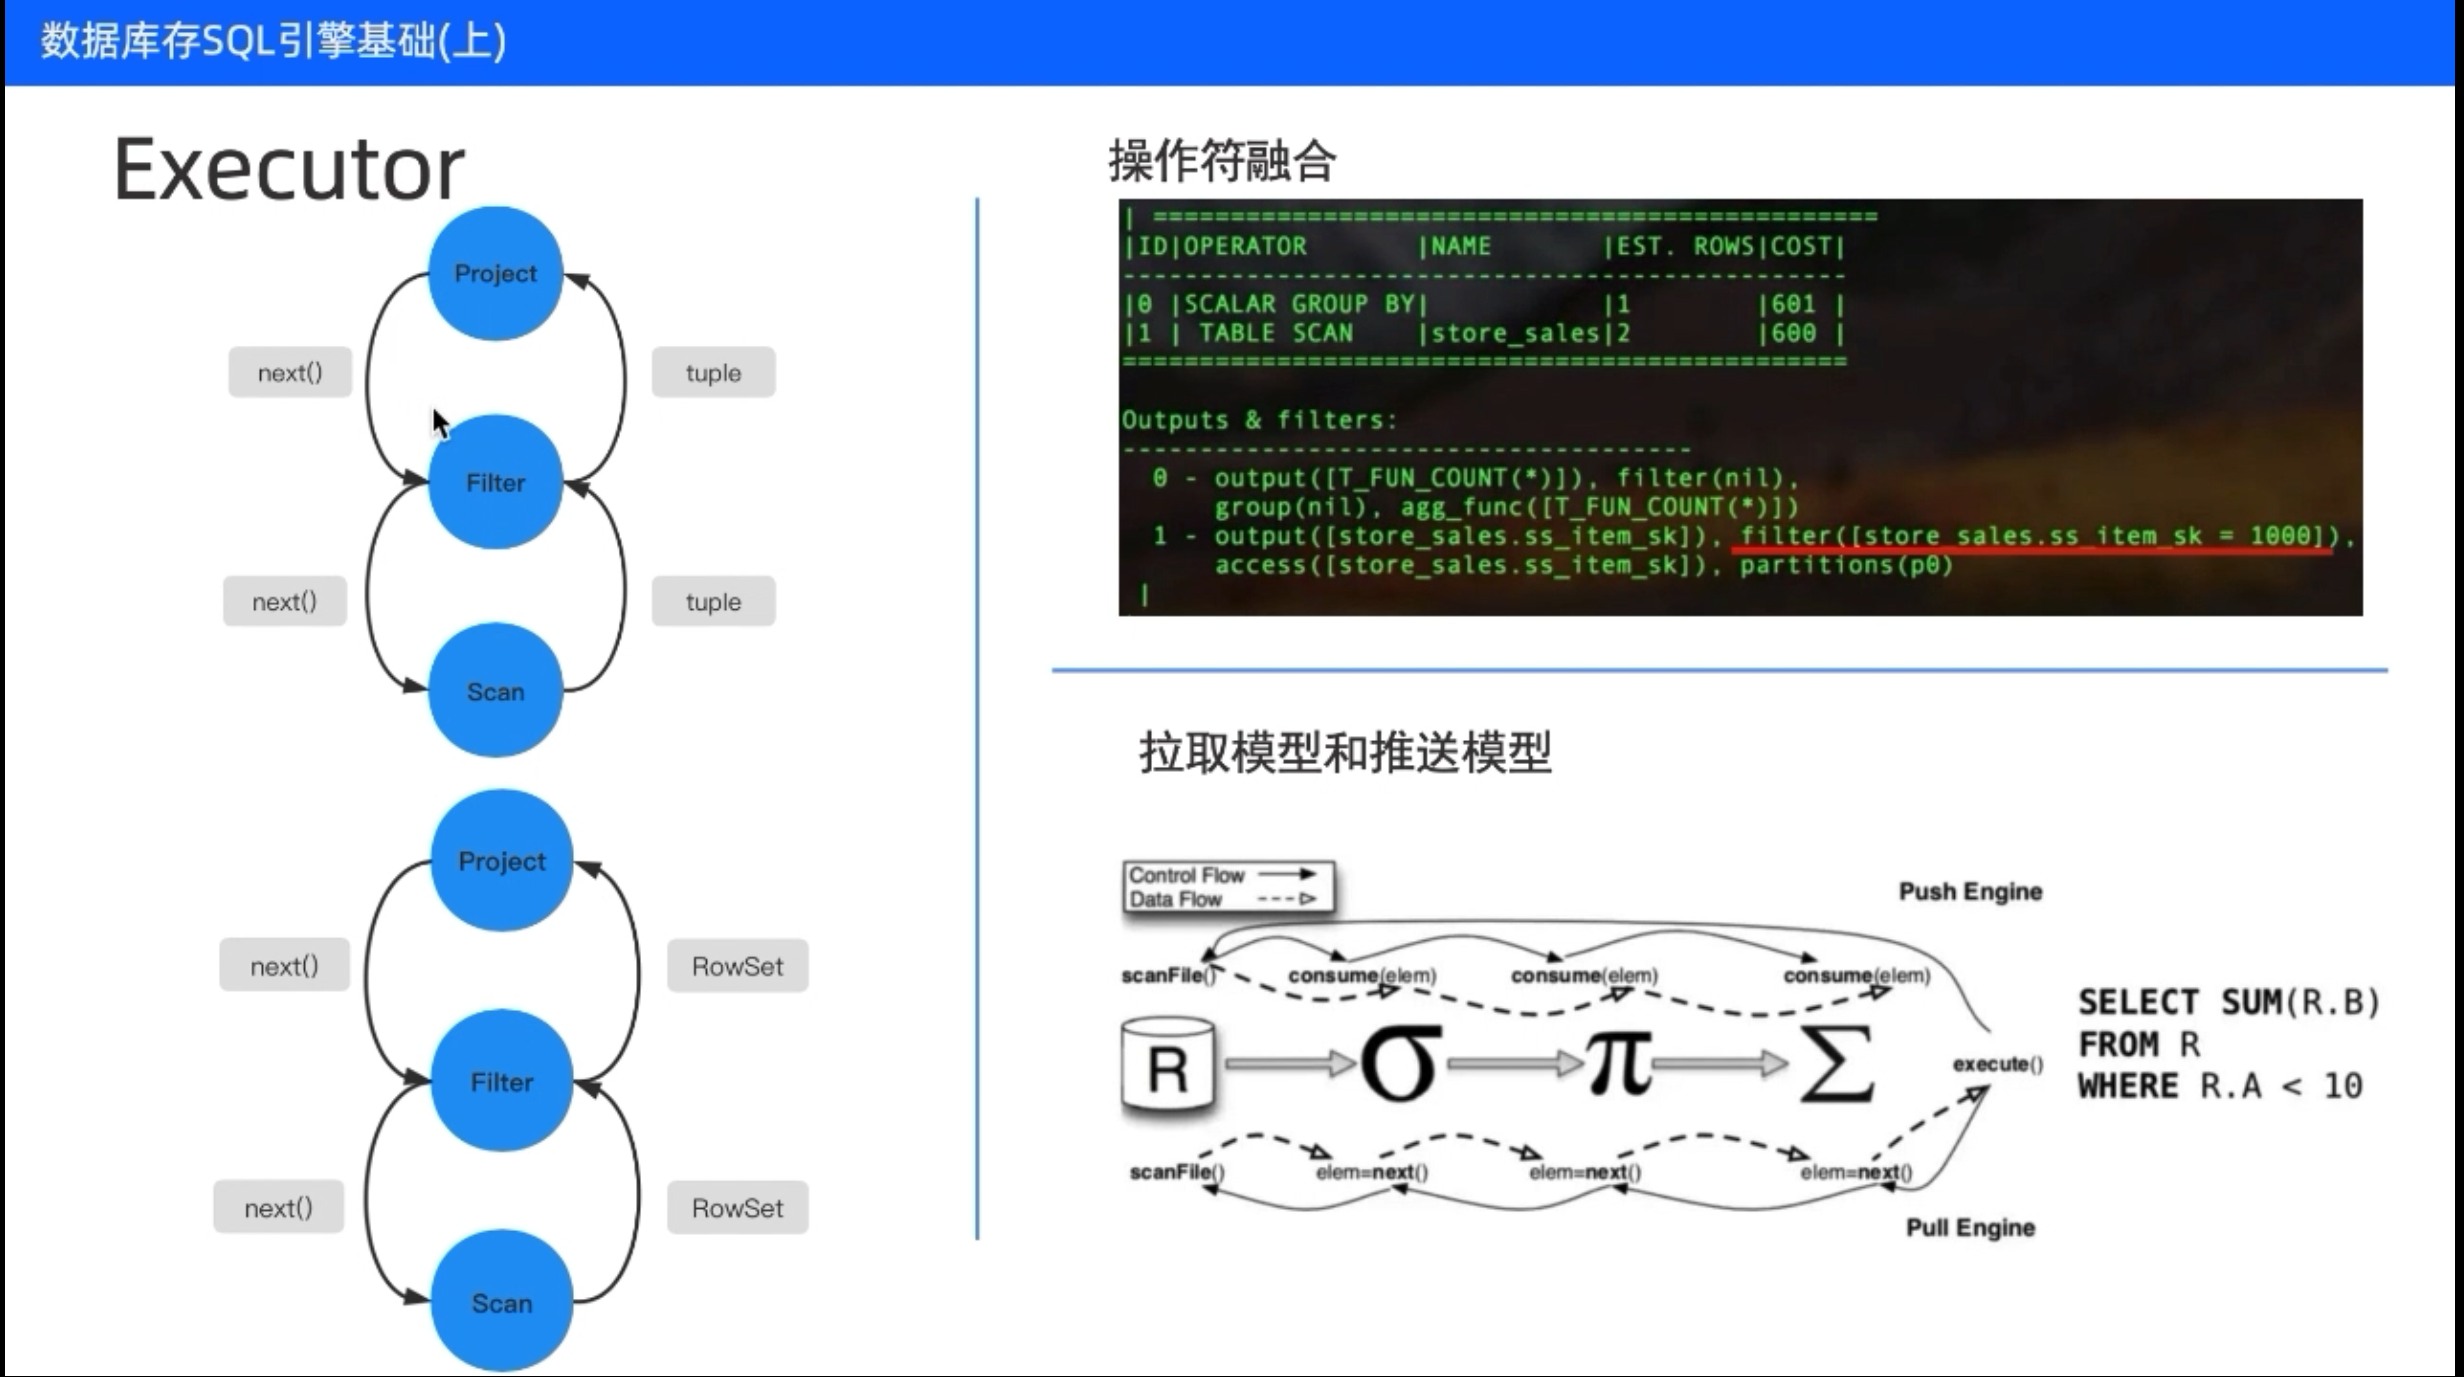 数据库存SQL引擎基础(上)
Executor
Project
next()
tuple
Filter
next()
tuple
Scan
Project
next()
RowSet
Filter
next()
RowSet
Scan
操作符融合
| ===============================================
|ID|OPERATOR       |NAME       |EST. ROWS|COST|
-----------------------------------------------
|0 |SCALAR GROUP BY|           |1        |601 |
|1 | TABLE SCAN    |store_sales|2        |600 |
===============================================
Outputs & filters:
-------------------------------------
0 - output([T_FUN_COUNT(*)]), filter(nil),
group(nil), agg_func([T_FUN_COUNT(*)])
1 - output([store_sales.ss_item_sk]), filter([store_sales.ss_item_sk = 1000]),
access([store_sales.ss_item_sk]), partitions(p0)
|
拉取模型和推送模型
Control Flow
Data Flow
Push Engine
scanFile() consume(elem) consume(elem) consume(elem)
R σ π Σ
execute()
scanFile() elem=next() elem=next() elem=next()
Pull Engine
SELECT SUM(R.B)
FROM R
WHERE R.A < 10